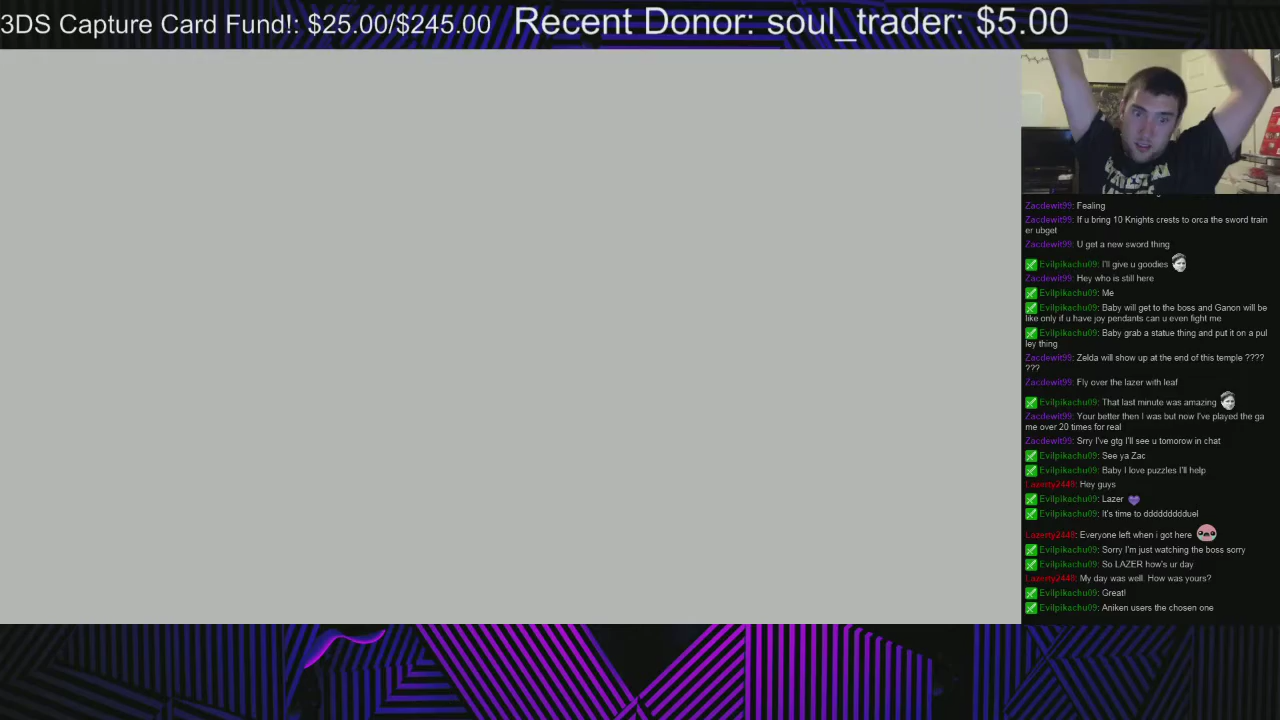 3DS Capture Card Fund!: $25.00/$245.00
Recent Donor: soul_trader: $5.00
Zacdewit99: Fealing
Zacdewit99: If u bring 10 Knights crests to orca the sword train
er ubget
Zacdewit99: U get a new sword thing
Evilpikachu09: I'll give u goodies
Zacdewit99: Hey who is still here
Evilpikachu09: Me
Evilpikachu09: Baby will get to the boss and Ganon will be
like only if u have joy pendants can u even fight me
Evilpikachu09: Baby grab a statue thing and put it on a pul
ley thing
Zacdewit99: Zelda will show up at the end of this temple ????
???
Zacdewit99: Fly over the lazer with leaf
Evilpikachu09: That last minute was amazing
Zacdewit99: Your better then I was but now I've played the ga
me over 20 times for real
Zacdewit99: Srry I've gtg I'll see u tomorow in chat
Evilpikachu09: See ya Zac
Evilpikachu09: Baby I love puzzles I'll help
Lazerty2448: Hey guys
Evilpikachu09: Lazer
Evilpikachu09: It's time to ddddddddduel
Lazerty2448: Everyone left when i got here
Evilpikachu09: Sorry I'm just watching the boss sorry
Evilpikachu09: So LAZER how's ur day
Lazerty2448: My day was well. How was yours?
Evilpikachu09: Great!
Evilpikachu09: Aniken users the chosen one